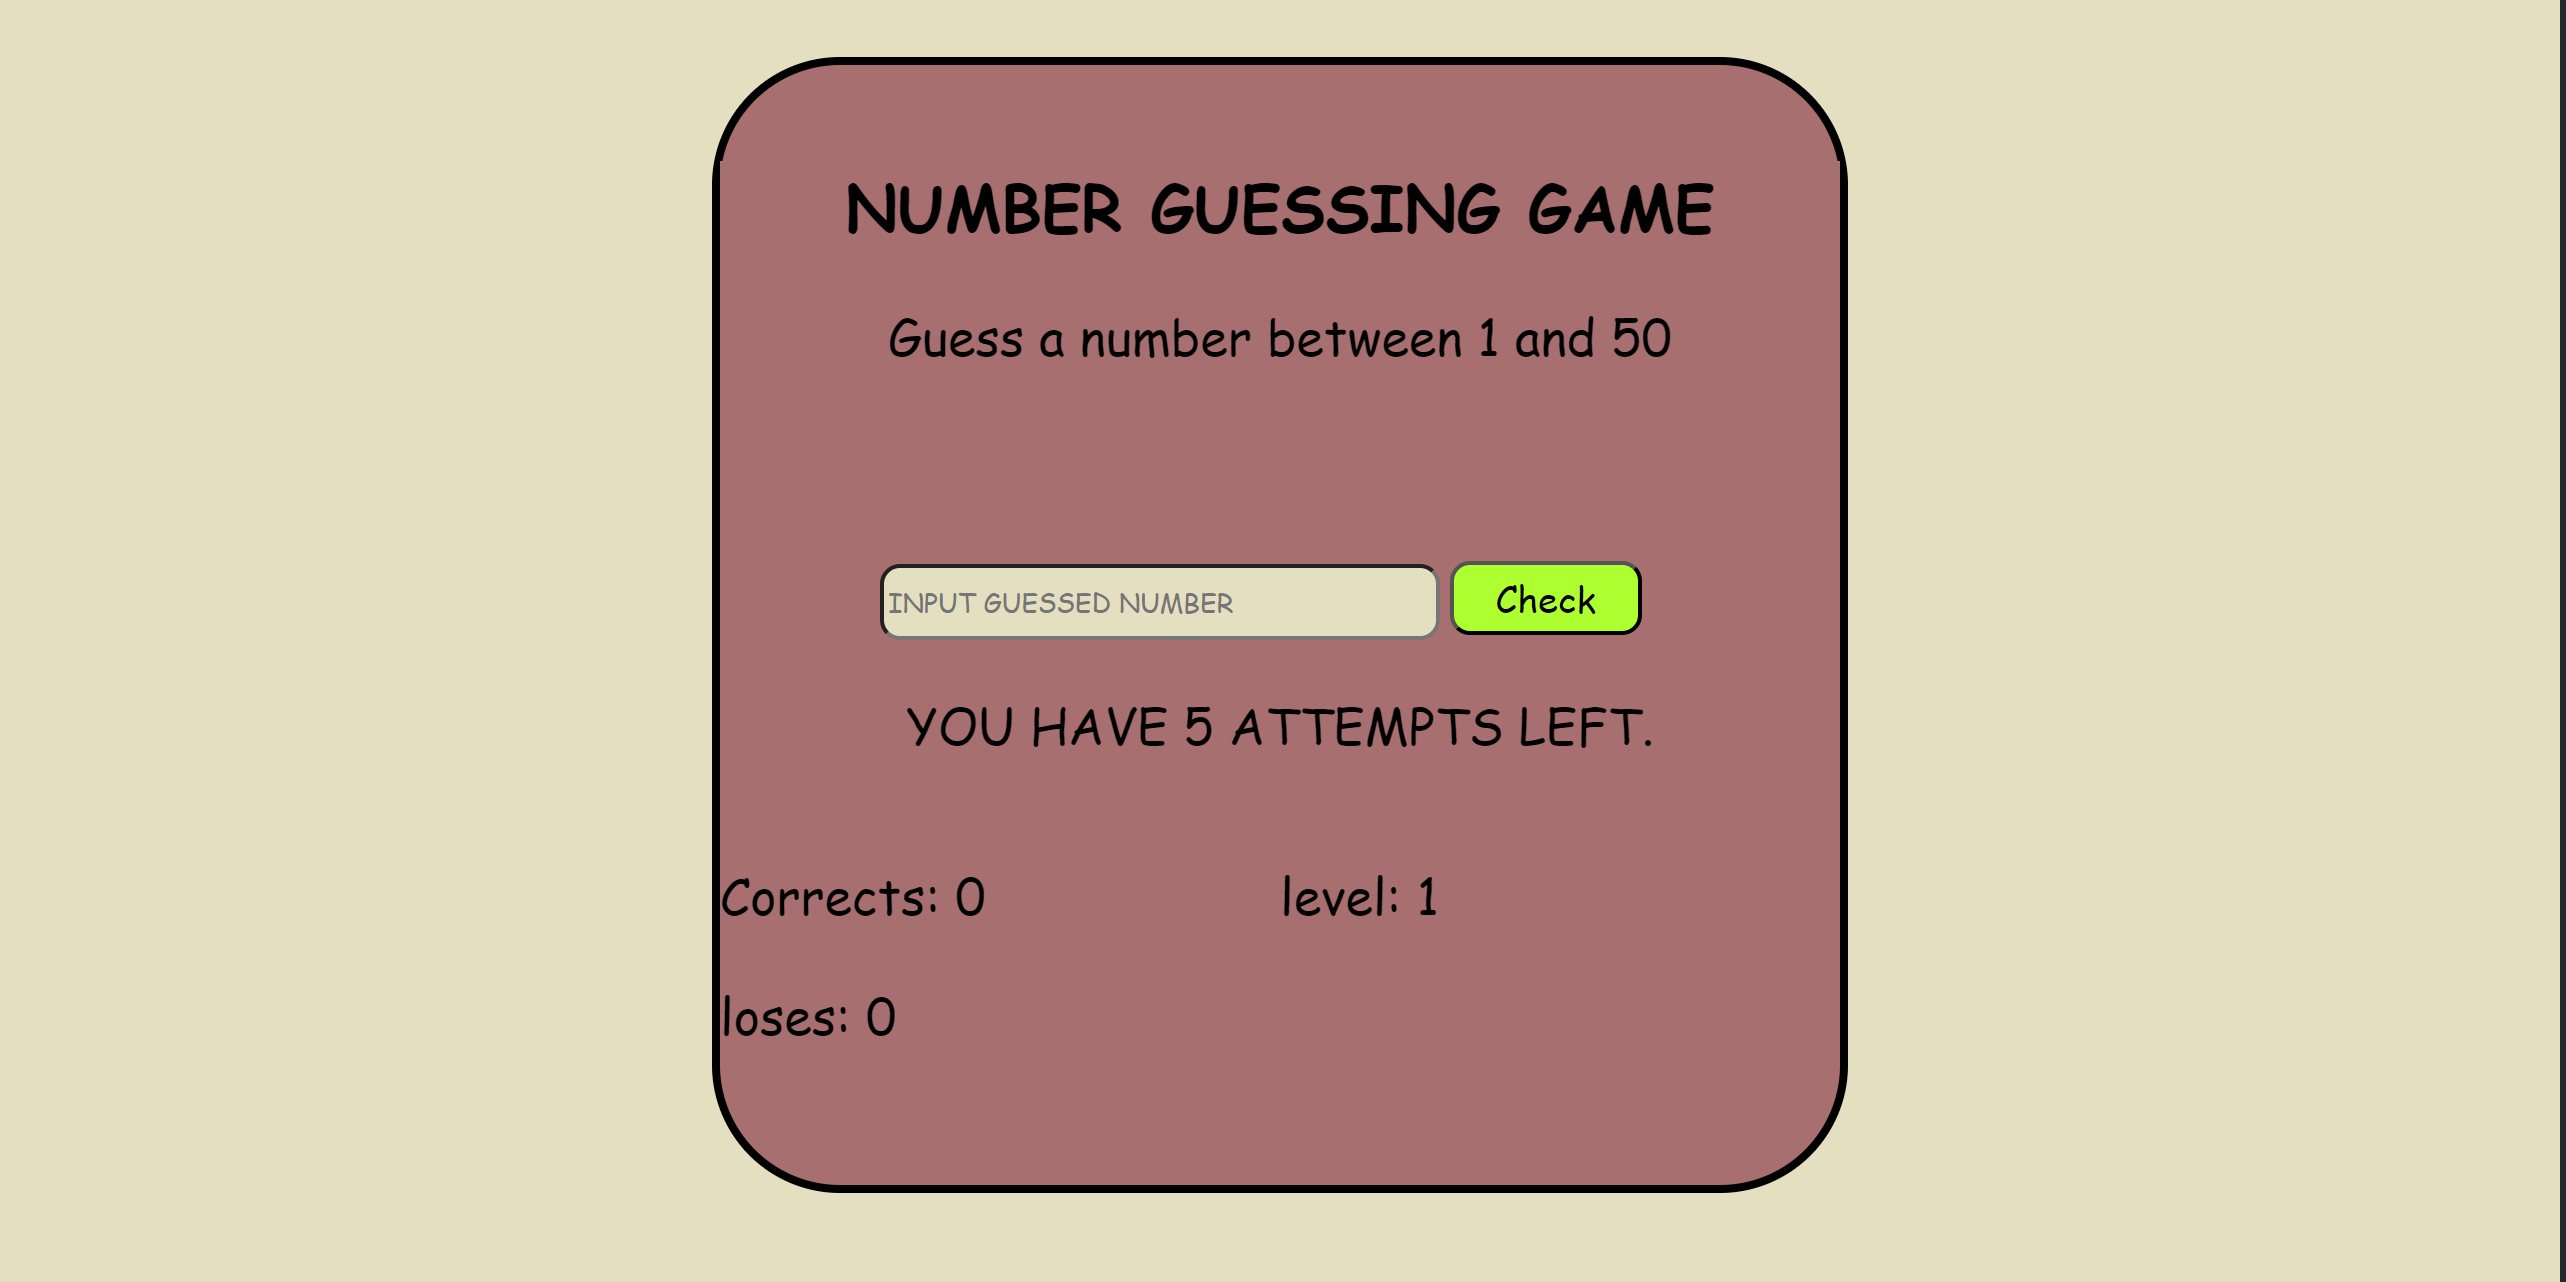 NUMBER GUESSING GAME
Guess a number between 1 and 50
INPUT GUESSED NUMBER
Check
YOU HAVE 5 ATTEMPTS LEFT.
Corrects: 0
level: 1
loses: 0